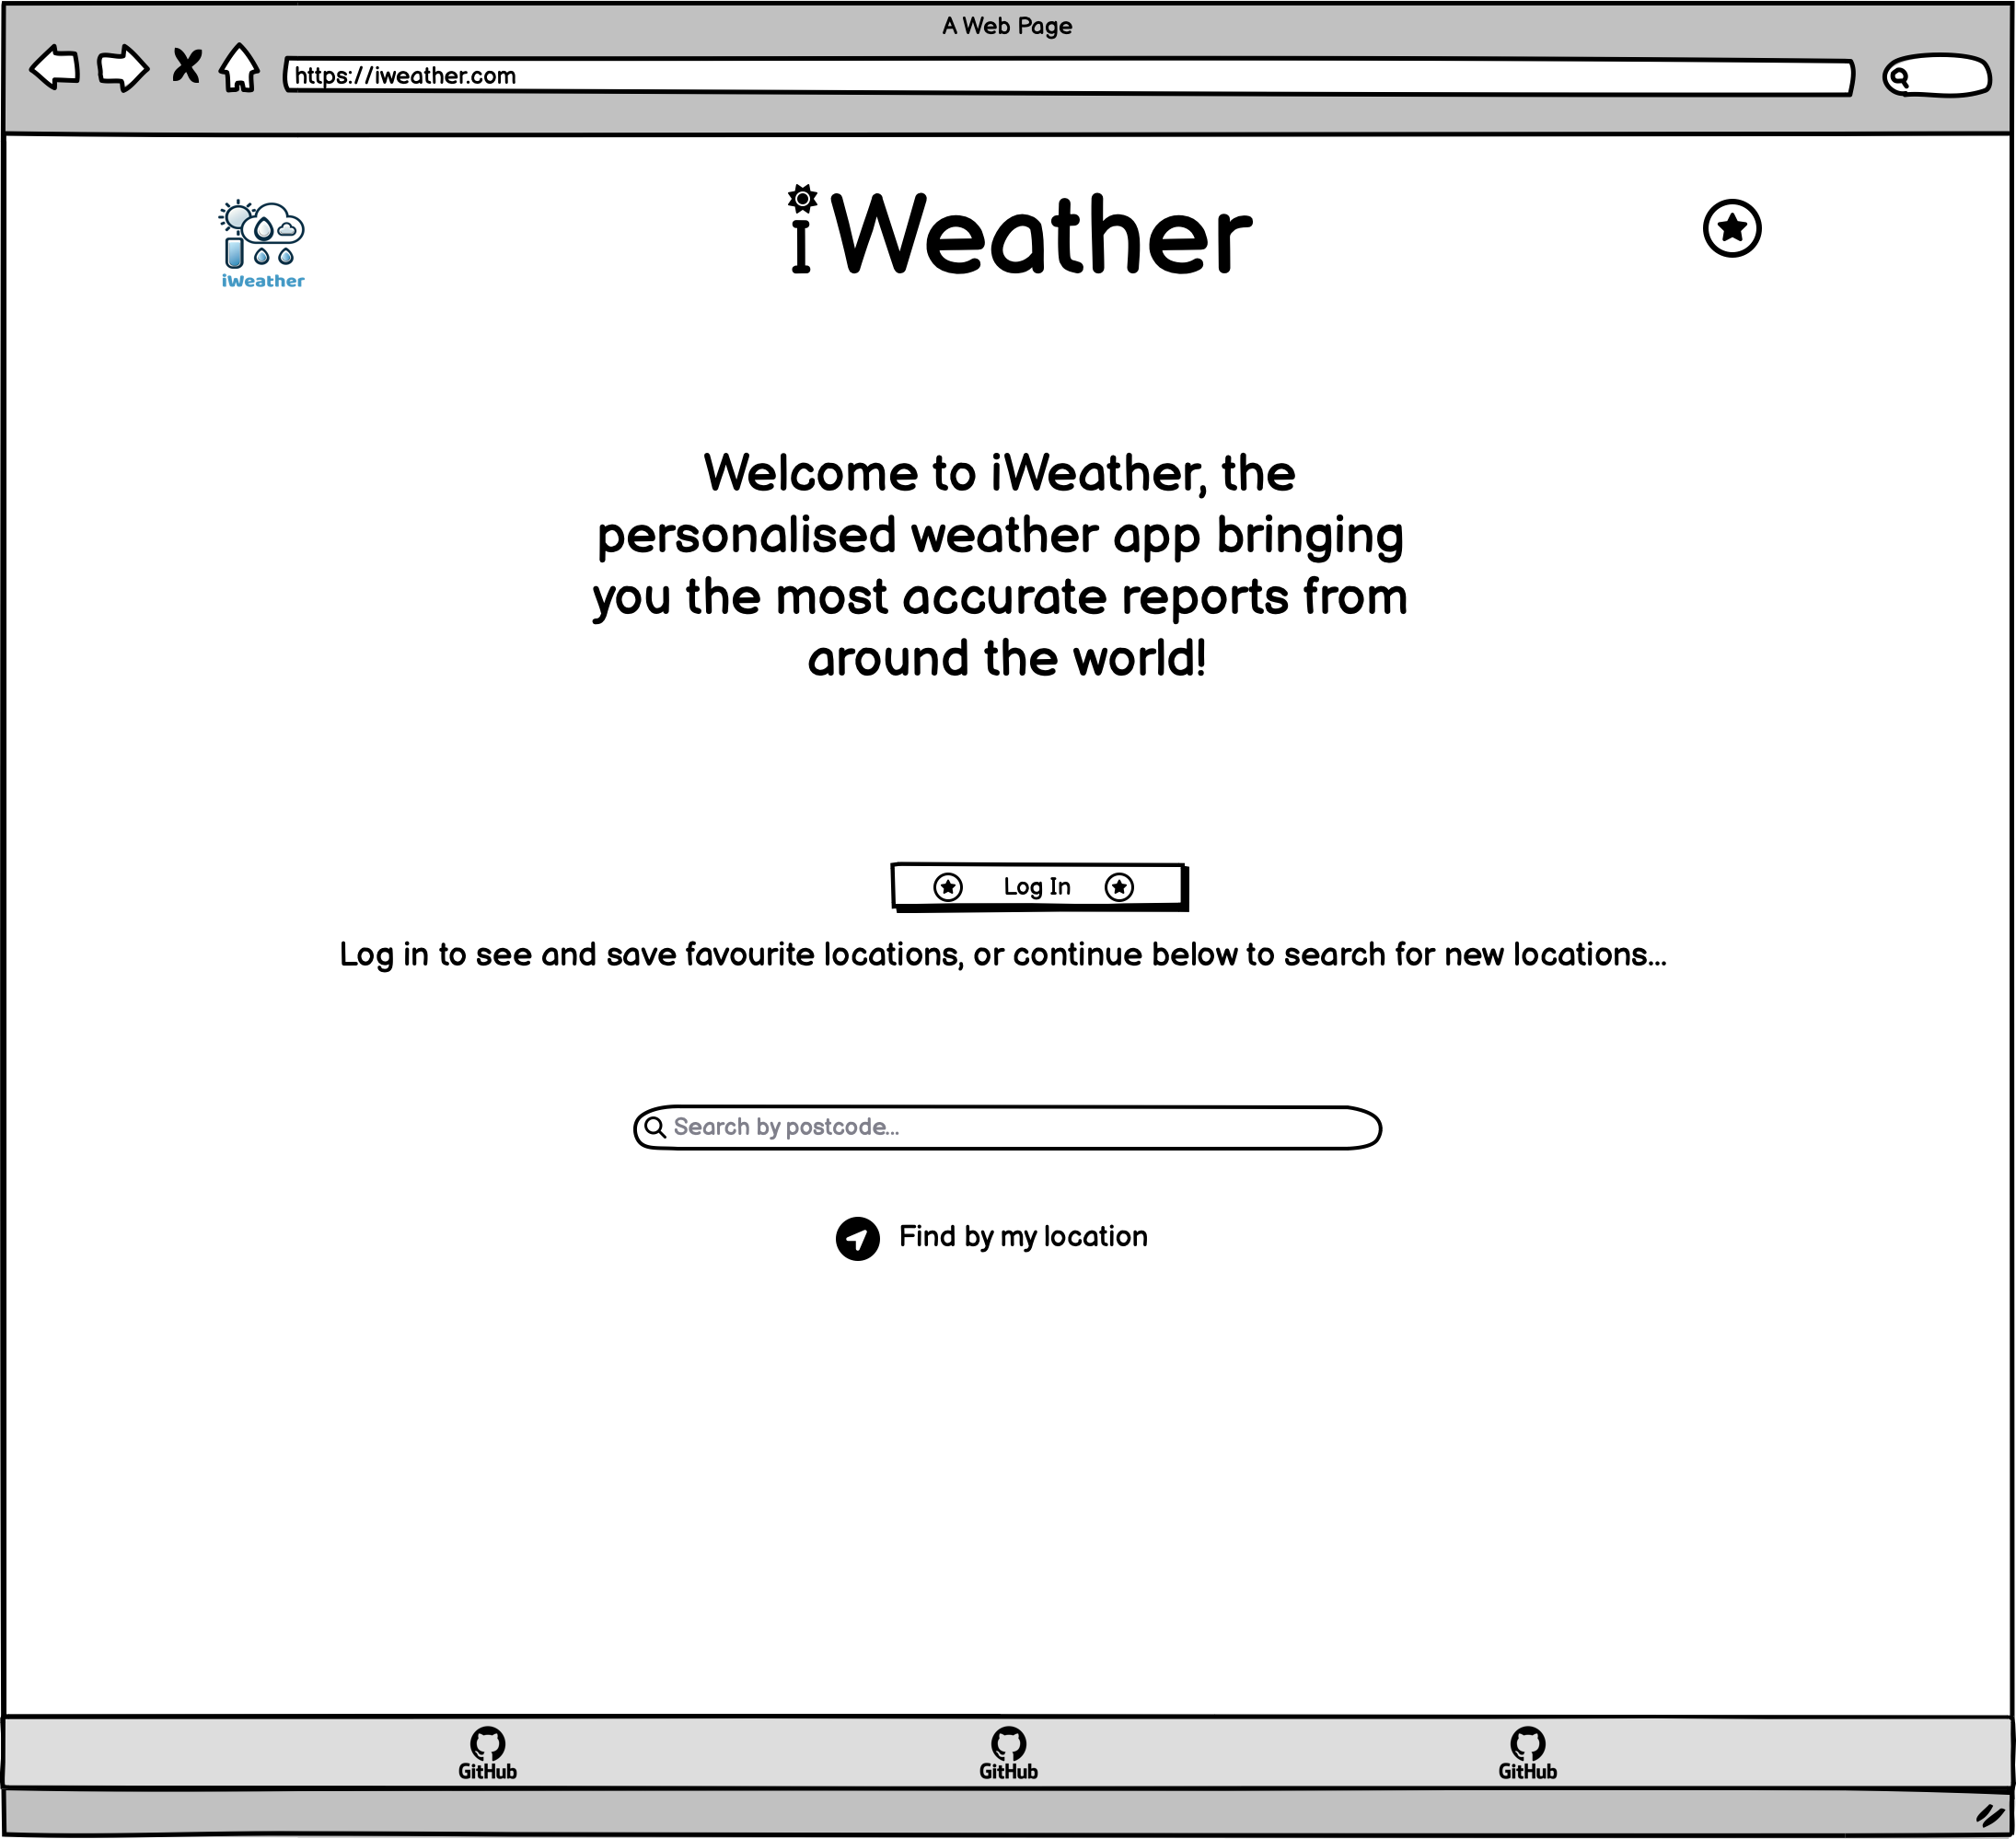 A Web Page
https://iweather.com
iWeather
iWeather
Welcome to iWeather, the
personalised weather app bringing
you the most accurate reports from
around the world!
Log In
Log in to see and save favourite locations, or continue below to search for new locations...
Search by postcode...
Find by my location
GitHub
GitHub
GitHub